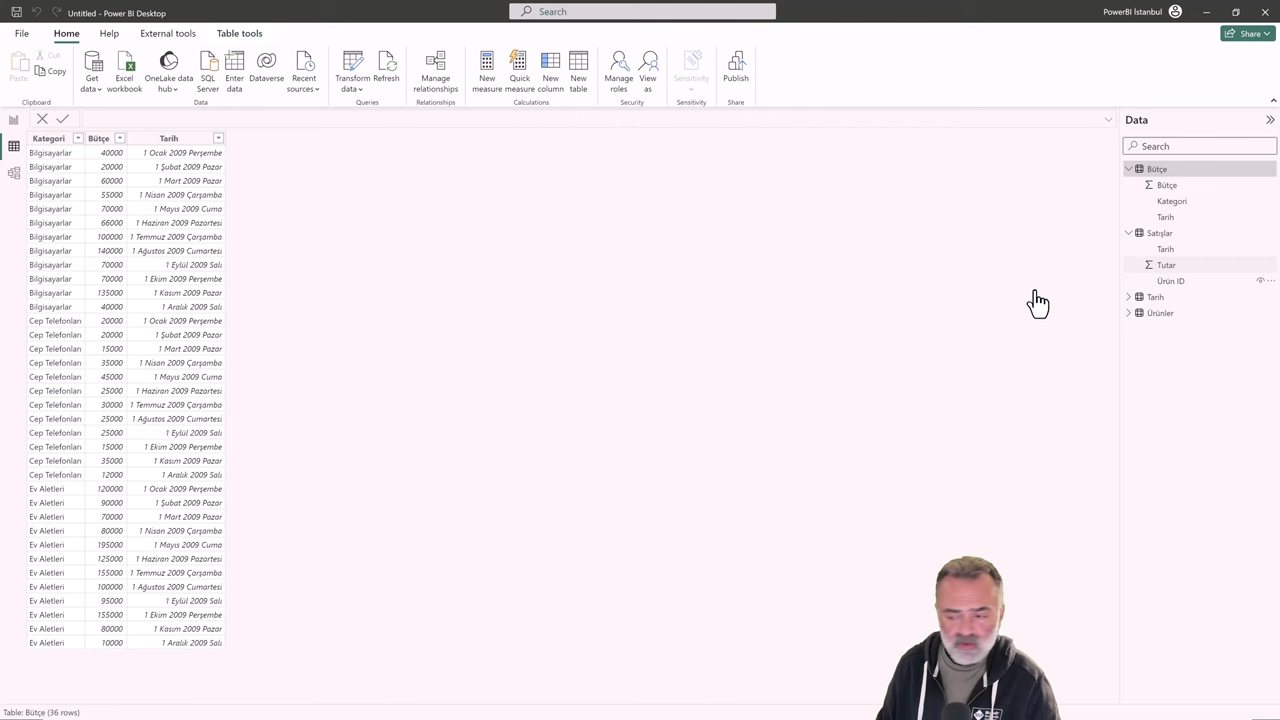 Untitled - Power BI Desktop
Search
PowerBI Istanbul
File Home Help External tools Table tools
Share
Paste
Cut
Copy
Clipboard
Get data
Excel workbook
OneLake data hub
SQL Server
Enter data
Dataverse
Recent sources
Data
Transform data
Refresh
Queries
Manage relationships
Relationships
New measure
Quick measure
New column
New table
Calculations
Manage roles
View as
Security
Sensitivity
Sensitivity
Publish
Share
Kategori Bütçe Tarih
Bilgisayarlar 40000 1 Ocak 2009 Perşembe
Bilgisayarlar 20000 1 Şubat 2009 Pazar
Bilgisayarlar 60000 1 Mart 2009 Pazar
Bilgisayarlar 55000 1 Nisan 2009 Çarşamba
Bilgisayarlar 70000 1 Mayıs 2009 Cuma
Bilgisayarlar 66000 1 Haziran 2009 Pazartesi
Bilgisayarlar 100000 1 Temmuz 2009 Çarşamba
Bilgisayarlar 140000 1 Ağustos 2009 Cumartesi
Bilgisayarlar 70000 1 Eylül 2009 Salı
Bilgisayarlar 70000 1 Ekim 2009 Perşembe
Bilgisayarlar 135000 1 Kasım 2009 Pazar
Bilgisayarlar 40000 1 Aralık 2009 Salı
Cep Telefonları 20000 1 Ocak 2009 Perşembe
Cep Telefonları 20000 1 Şubat 2009 Pazar
Cep Telefonları 15000 1 Mart 2009 Pazar
Cep Telefonları 35000 1 Nisan 2009 Çarşamba
Cep Telefonları 45000 1 Mayıs 2009 Cuma
Cep Telefonları 25000 1 Haziran 2009 Pazartesi
Cep Telefonları 30000 1 Temmuz 2009 Çarşamba
Cep Telefonları 25000 1 Ağustos 2009 Cumartesi
Cep Telefonları 25000 1 Eylül 2009 Salı
Cep Telefonları 15000 1 Ekim 2009 Perşembe
Cep Telefonları 35000 1 Kasım 2009 Pazar
Cep Telefonları 12000 1 Aralık 2009 Salı
Ev Aletleri 120000 1 Ocak 2009 Perşembe
Ev Aletleri 90000 1 Şubat 2009 Pazar
Ev Aletleri 70000 1 Mart 2009 Pazar
Ev Aletleri 80000 1 Nisan 2009 Çarşamba
Ev Aletleri 195000 1 Mayıs 2009 Cuma
Ev Aletleri 125000 1 Haziran 2009 Pazartesi
Ev Aletleri 155000 1 Temmuz 2009 Çarşamba
Ev Aletleri 100000 1 Ağustos 2009 Cumartesi
Ev Aletleri 95000 1 Eylül 2009 Salı
Ev Aletleri 155000 1 Ekim 2009 Perşembe
Ev Aletleri 80000 1 Kasım 2009 Pazar
Ev Aletleri 10000 1 Aralık 2009 Salı
Data
Search
Bütçe
Bütçe
Kategori
Tarih
Satışlar
Tarih
Tutar
Ürün ID
Tarih
Ürünler
Table: Bütçe (36 rows)